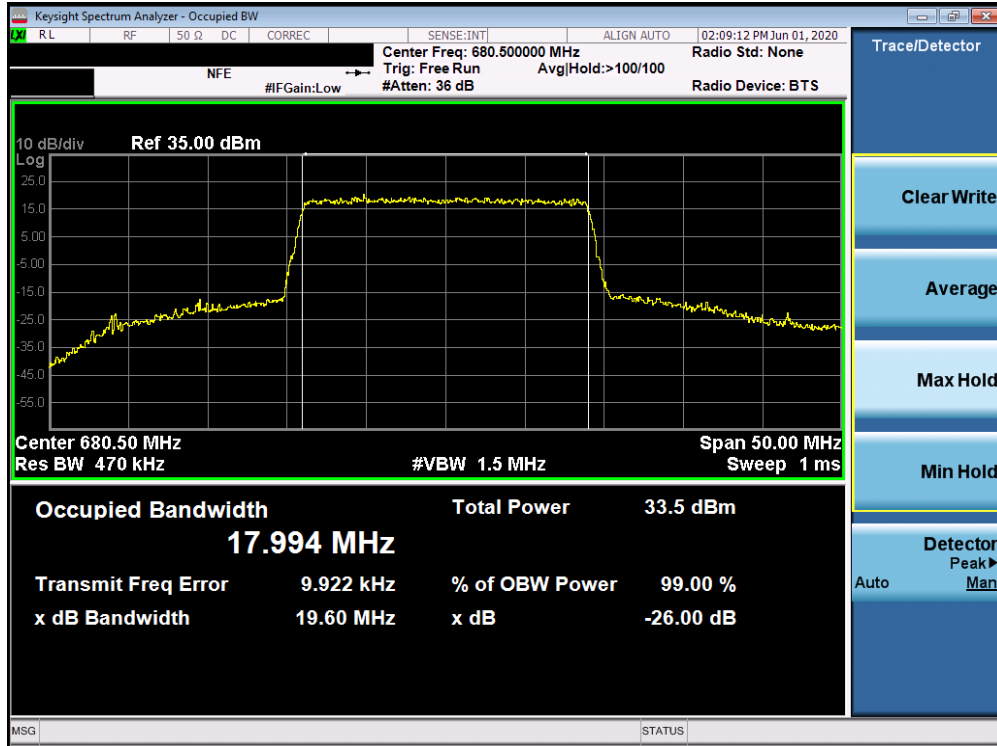 Keysight Spectrum Analyzer - Occupied BW
LXI RL RF 50 Ω DC CORREC SENSE:INT ALIGN AUTO 02:09:12 PM Jun 01, 2020
Center Freq: 680.500000 MHz Radio Std: None
NFE Trig: Free Run Avg|Hold:>100/100
#IFGain:Low #Atten: 36 dB Radio Device: BTS
10 dB/div Ref 35.00 dBm
Log
25.0
15.0
5.00
-5.00
-15.0
-25.0
-35.0
-45.0
-55.0
Center 680.50 MHz Span 50.00 MHz
Res BW 470 kHz #VBW 1.5 MHz Sweep 1 ms
Occupied Bandwidth Total Power 33.5 dBm
17.994 MHz
Transmit Freq Error 9.922 kHz % of OBW Power 99.00 %
x dB Bandwidth 19.60 MHz x dB -26.00 dB
MSG STATUS
Trace/Detector
Clear Write
Average
Max Hold
Min Hold
Detector
Peak▶
Auto Man